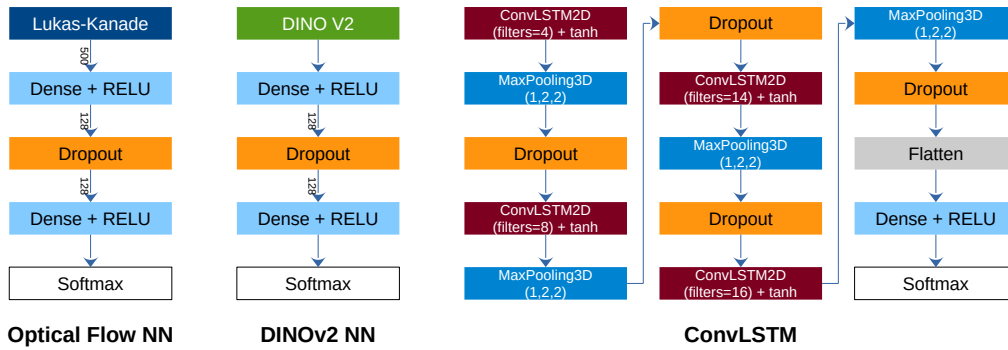 Lukas-Kanade
500
Dense + RELU
128
Dropout
128
Dense + RELU
Softmax
Optical Flow NN
DINO V2
Dense + RELU
128
Dropout
128
Dense + RELU
Softmax
DINOv2 NN
ConvLSTM2D
(filters=4) + tanh
MaxPooling3D
(1,2,2)
Dropout
ConvLSTM2D
(filters=8) + tanh
MaxPooling3D
(1,2,2)
Dropout
ConvLSTM2D
(filters=14) + tanh
MaxPooling3D
(1,2,2)
Dropout
ConvLSTM2D
(filters=16) + tanh
MaxPooling3D
(1,2,2)
Dropout
Flatten
Dense + RELU
Softmax
ConvLSTM